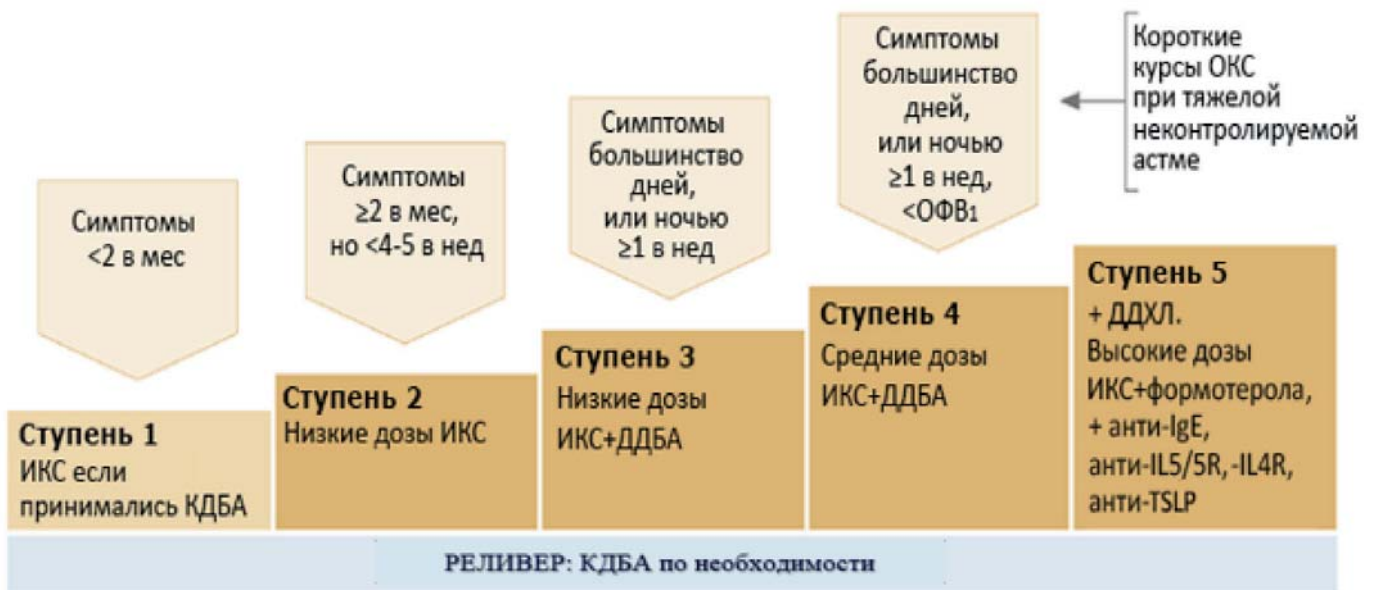 Симптомы
<2 в мес
Симптомы
≥2 в мес,
но <4-5 в нед
Симптомы
большинство
дней,
или ночью
≥1 в нед
Симптомы
большинство
дней,
или ночью
≥1 в нед,
<ОФВ₁
Короткие
курсы ОКС
при тяжелой
неконтролируемой
астме
Ступень 1
ИКС если
принимались КДБА
Ступень 2
Низкие дозы ИКС
Ступень 3
Низкие дозы
ИКС+ДДБА
Ступень 4
Средние дозы
ИКС+ДДБА
Ступень 5
+ ДДХЛ.
Высокие дозы
ИКС+формотерола,
+ анти-IgE,
анти-IL5/5R, -IL4R,
анти-TSLP
РЕЛИВЕР: КДБА по необходимости